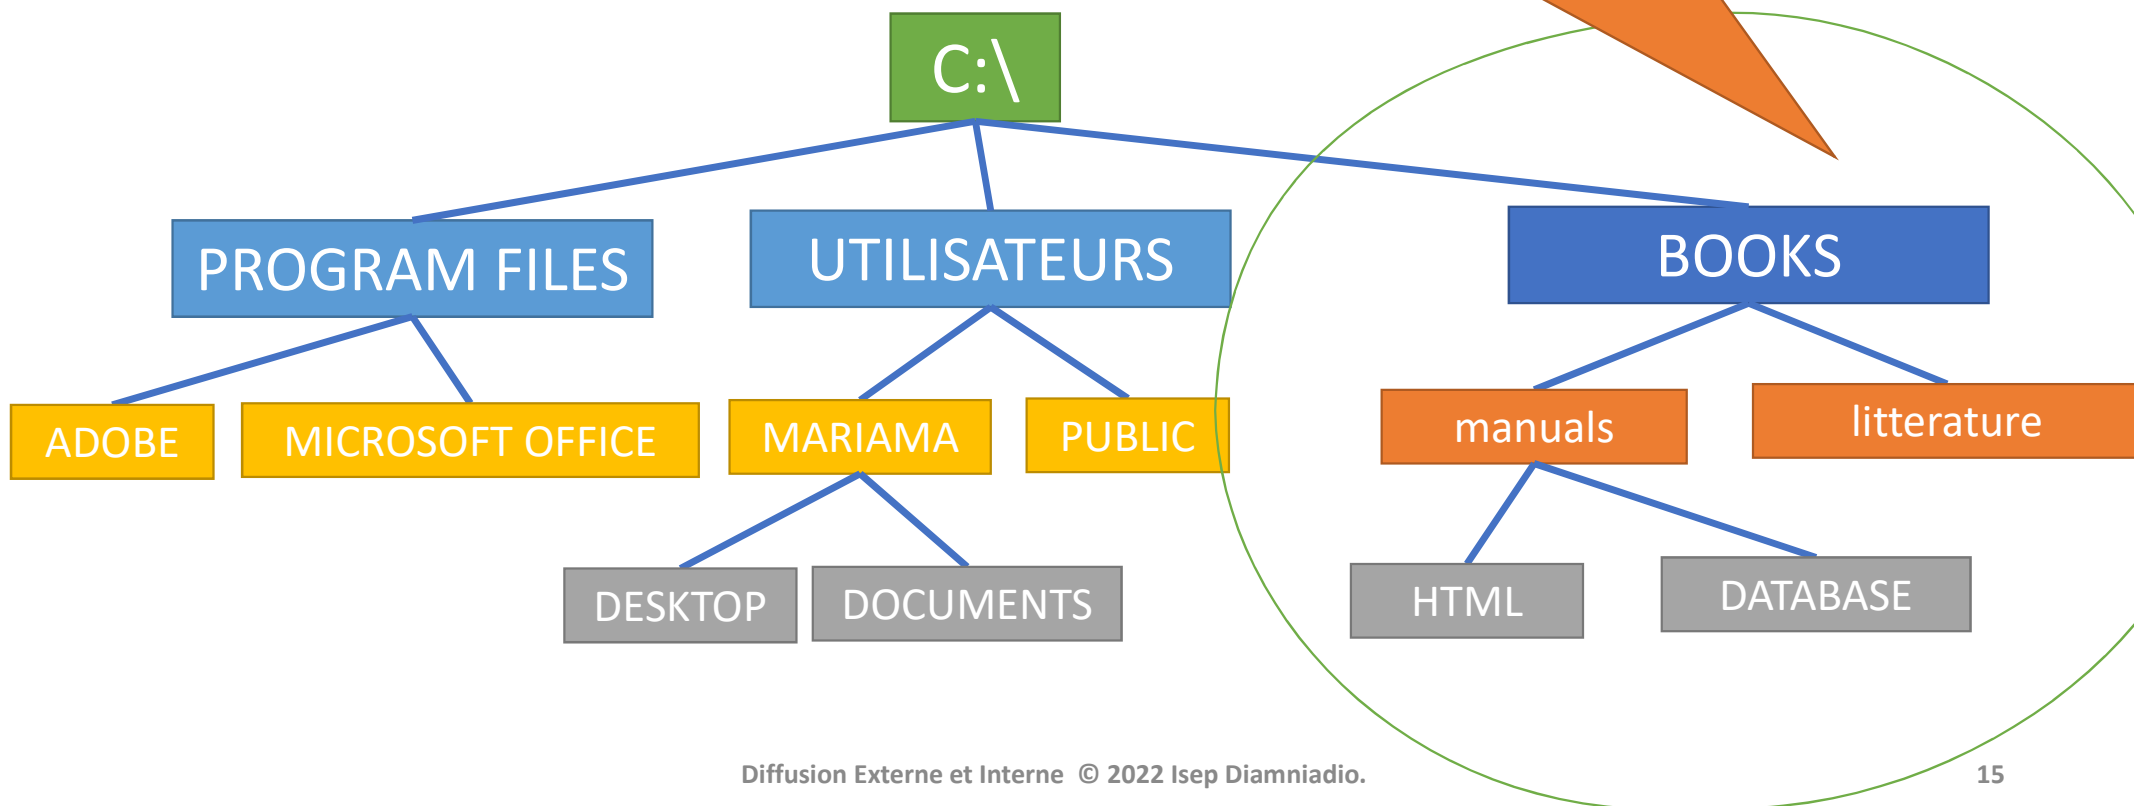 C:\
PROGRAM FILES
UTILISATEURS
BOOKS
ADOBE
MICROSOFT OFFICE
MARIAMA
PUBLIC
manuals
litterature
DESKTOP
DOCUMENTS
HTML
DATABASE
Diffusion Externe et Interne © 2022 Isep Diamniadio.
15